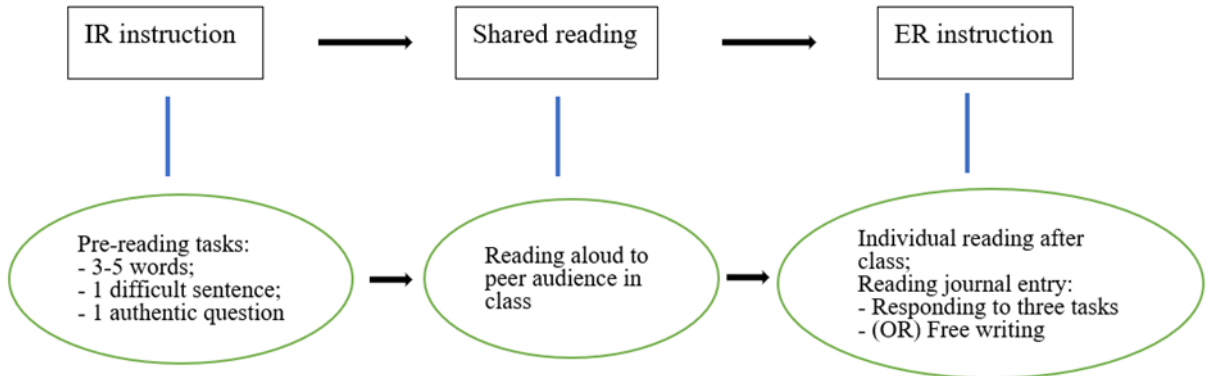 IR instruction
Shared reading
ER instruction
Pre-reading tasks:
- 3-5 words;
- 1 difficult sentence;
- 1 authentic question
Reading aloud to
peer audience in
class
Individual reading after
class;
Reading journal entry:
- Responding to three tasks
- (OR) Free writing